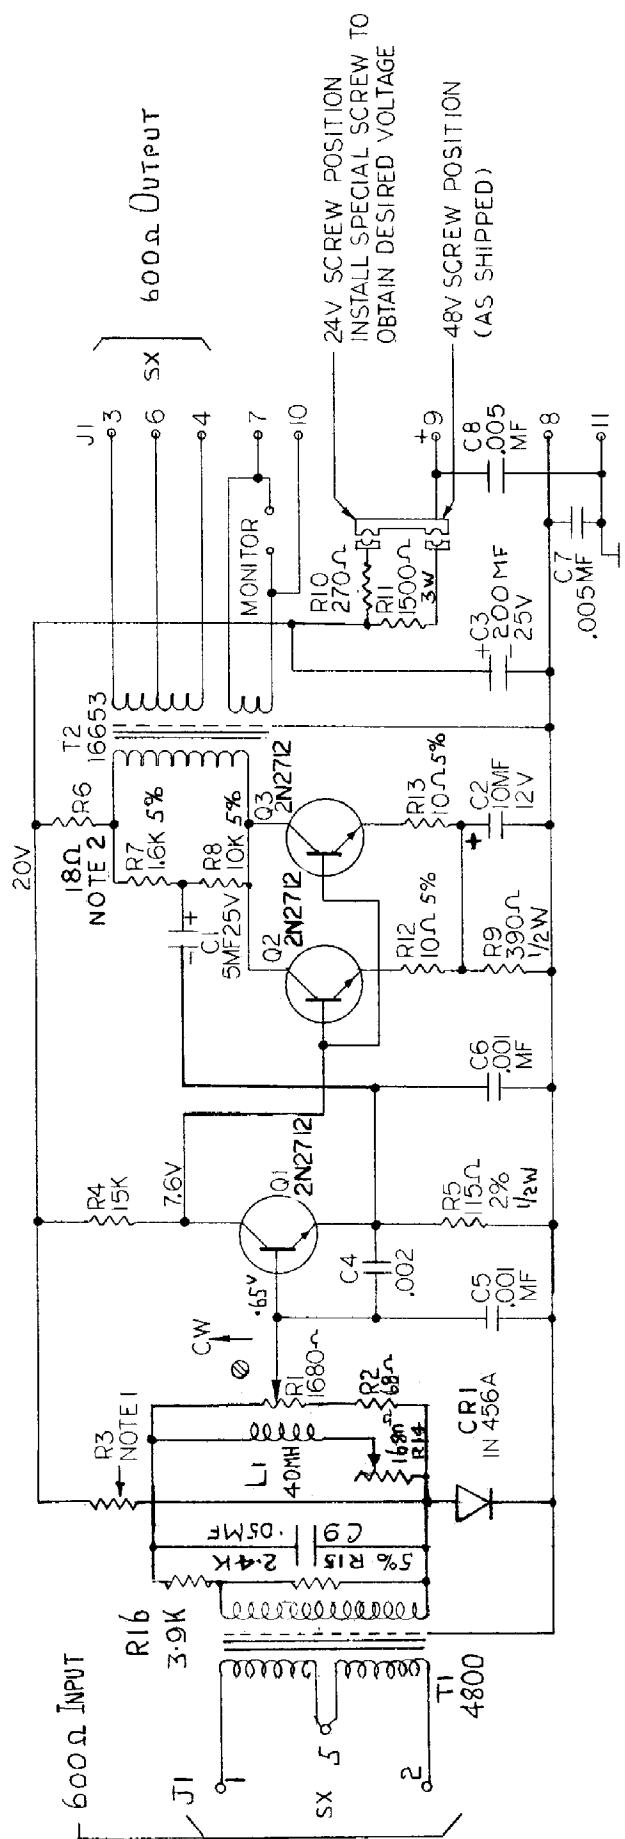 600Ω INPUT
J1
1
SX
5
2
T1
4800
R16
3.9K
2.4K
5% R15
C9
.05MF
R3
NOTE 1
L1
40MH
168Ω
R14
R1
1680Ω
R2
68Ω
CR1
IN 456A
CW
.65V
R4
15K
7.6V
Q1
2N2712
C4
.002
C5
.001
MF
R5
115Ω
2%
1/2W
C6
.001
MF
20V
R6
18Ω
NOTE 2
R7
1.6K 5%
R8
10K 5%
- +
C1
5MF25V
Q2
2N2712
Q3
2N2712
R12
10Ω 5%
R13
10Ω 5%
R9
390Ω
1/2W
+
C2
10MF
12V
T2
16653
MONITOR
R10
270Ω
R11
1500Ω
3W
+C3
200MF
-25V
C7
.005MF
C8
.005
MF
J1
3
6
4
7
10
+
9
8
11
SX
600Ω OUTPUT
24V SCREW POSITION
INSTALL SPECIAL SCREW TO
OBTAIN DESIRED VOLTAGE
48V SCREW POSITION
(AS SHIPPED)